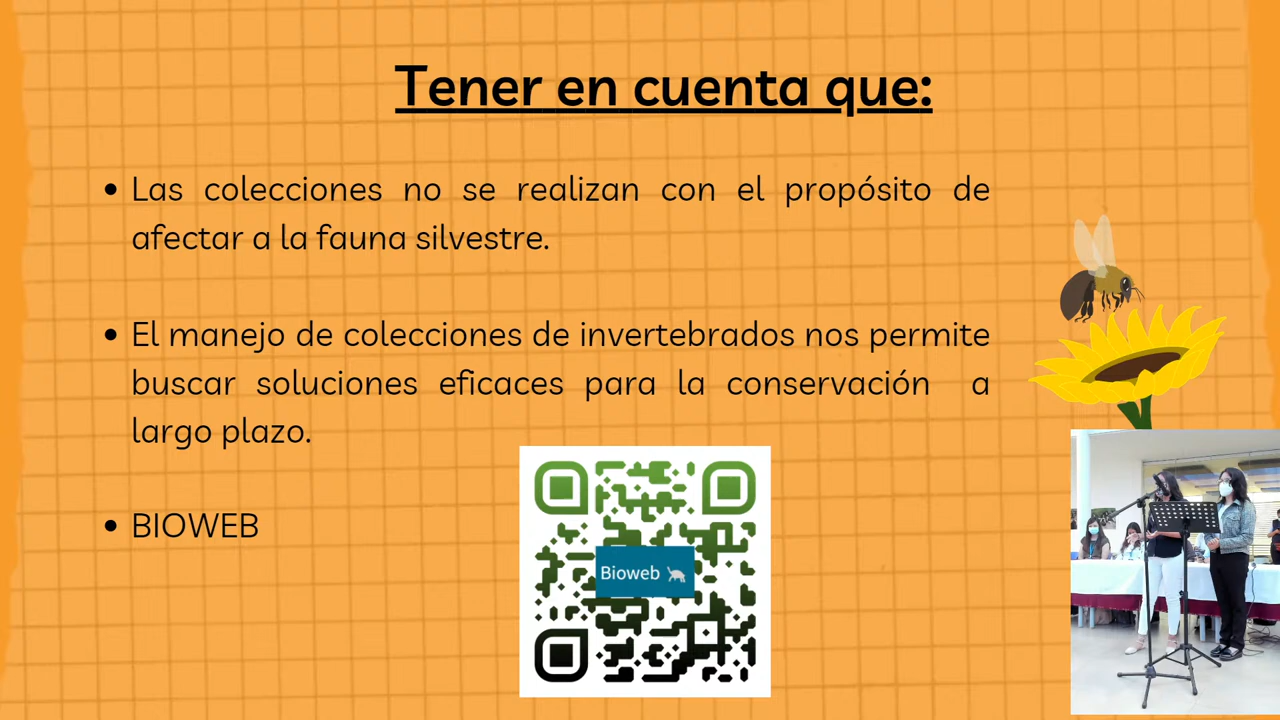 Tener en cuenta que:
• Las colecciones no se realizan con el propósito de
afectar a la fauna silvestre.
• El manejo de colecciones de invertebrados nos permite
buscar soluciones eficaces para la conservación a
largo plazo.
• BIOWEB
Bioweb